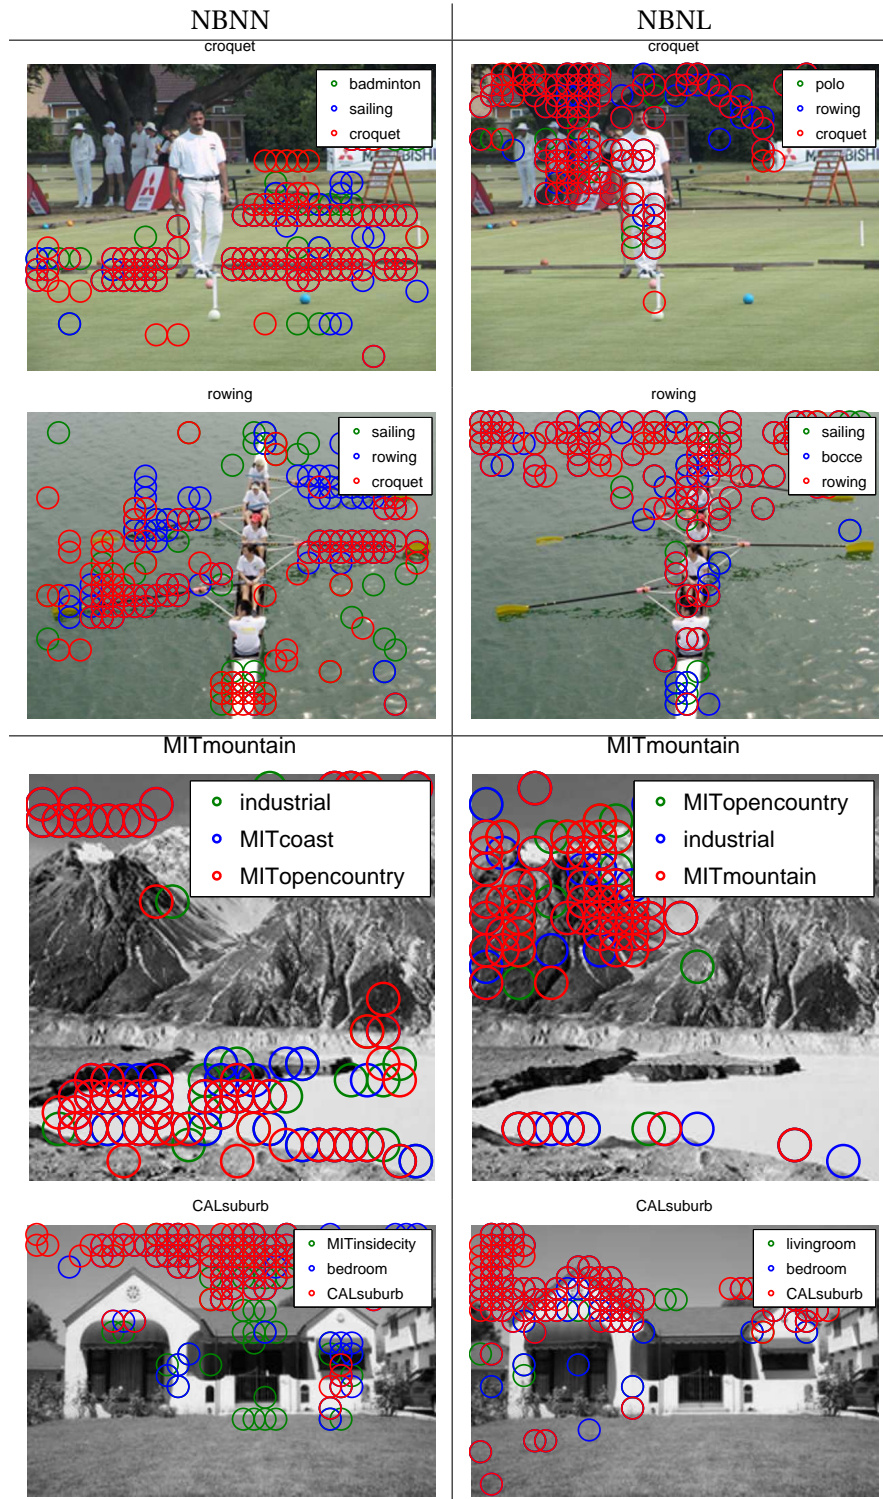 NBNN
NBNL
croquet
croquet
badminton
sailing
croquet
polo
rowing
croquet
rowing
rowing
sailing
rowing
croquet
sailing
bocce
rowing
MITmountain
MITmountain
industrial
MITcoast
MITopencountry
MITopencountry
industrial
MITmountain
CALsuburb
CALsuburb
MITinsidecity
bedroom
CALsuburb
livingroom
bedroom
CALsuburb